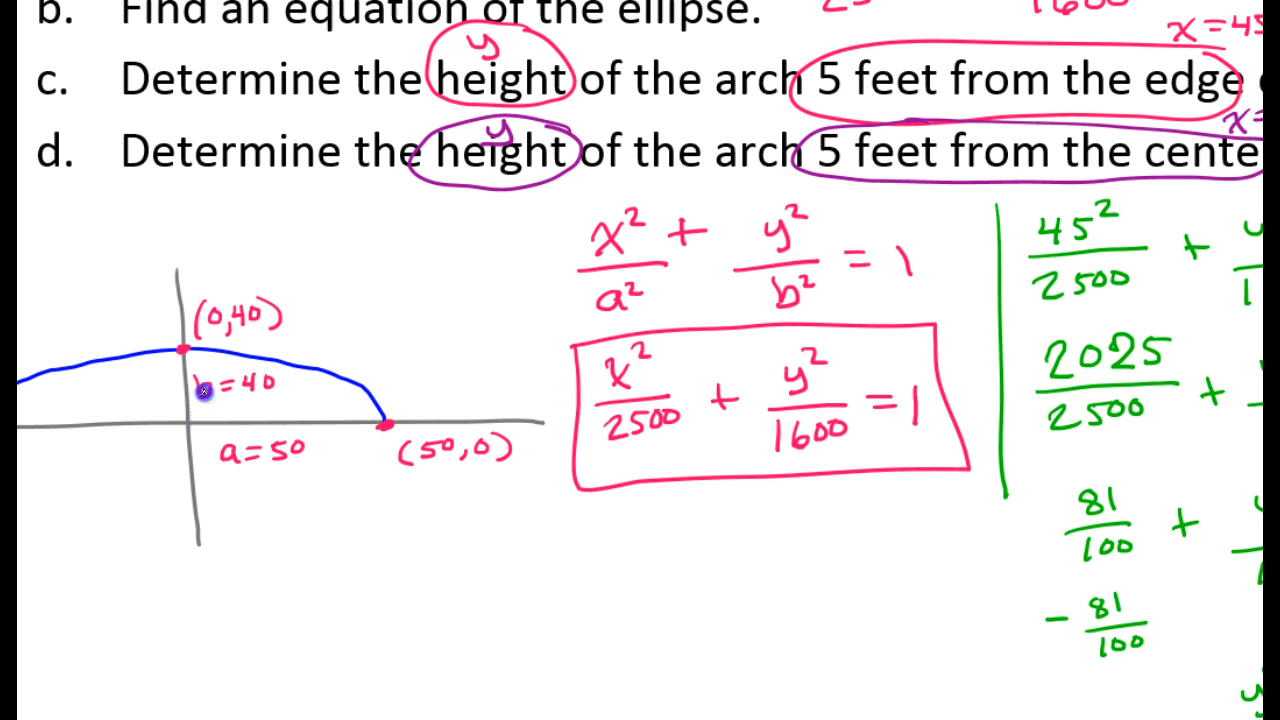 b. Find an equation of the ellipse.
1600
x=45
y
c. Determine the height of the arch 5 feet from the edge
x=
y
d. Determine the height of the arch 5 feet from the cente
(0,40)
b=40
a=50
(50,0)
x²/a² + y²/b² = 1
x²/2500 + y²/1600 = 1
45²/2500 +
2025/2500 +
81/100 +
- 81/100
y